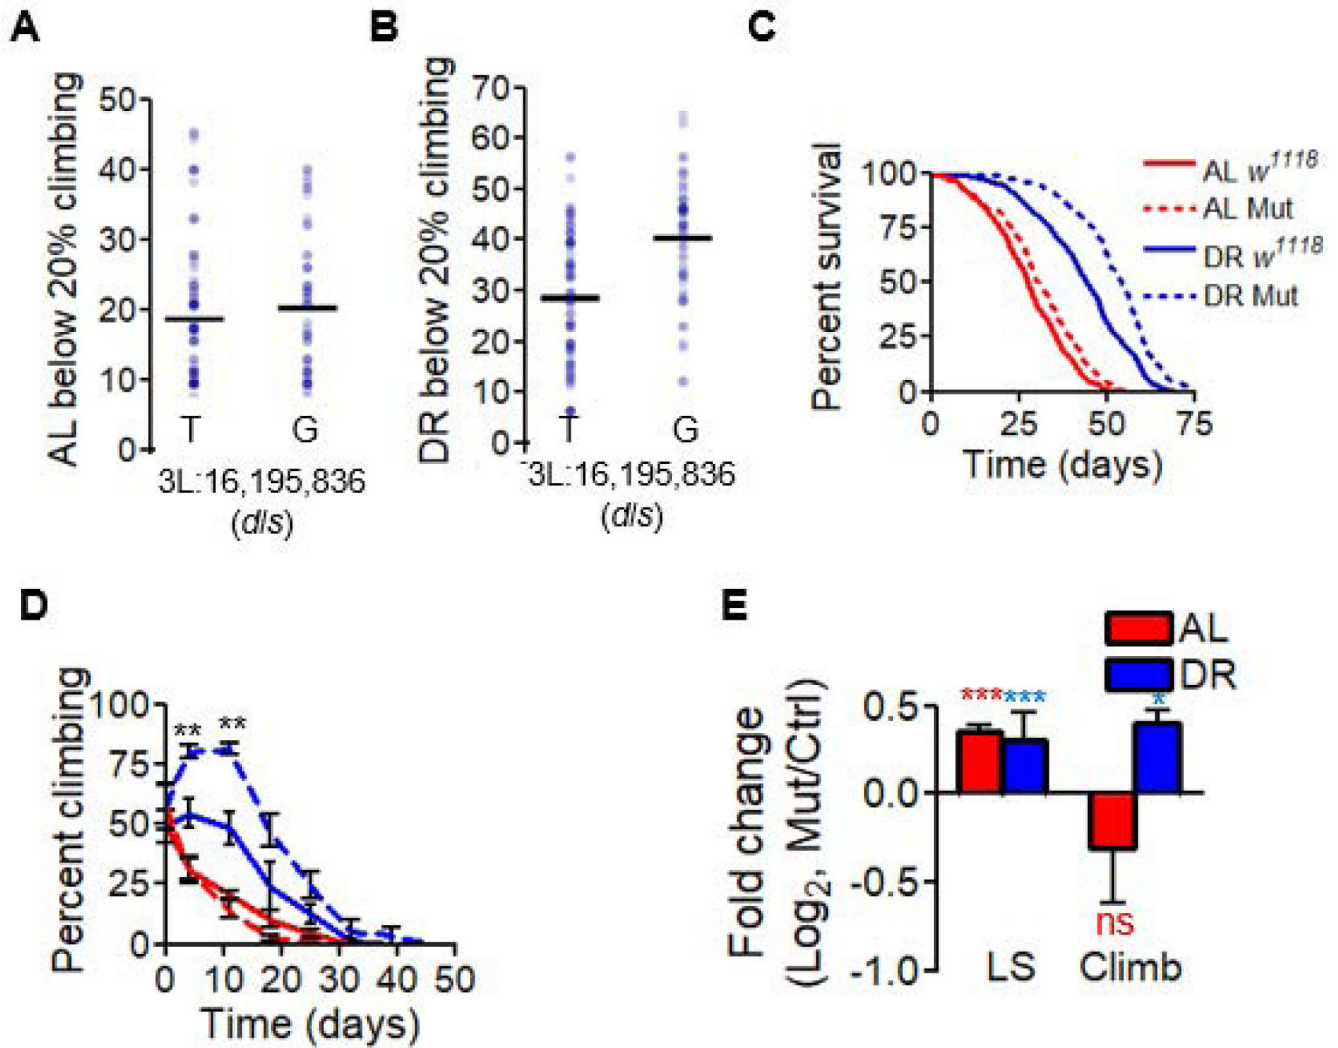 A
AL below 20% climbing
50
40
30
20
10
0
T G
3L:16,195,836
(dls)
B
DR below 20% climbing
70
60
50
40
30
20
10
0
T G
3L:16,195,836
(dls)
C
Percent survival
100
75
50
25
0
0 25 50 75
Time (days)
AL w1118
AL Mut
DR w1118
DR Mut
D
Percent climbing
100
75
50
25
0
** **
0 10 20 30 40 50
Time (days)
E
AL
DR
Fold change
(Log2, Mut/Ctrl)
0.5
0.0
-0.5
-1.0
*** *** *
ns
LS Climb